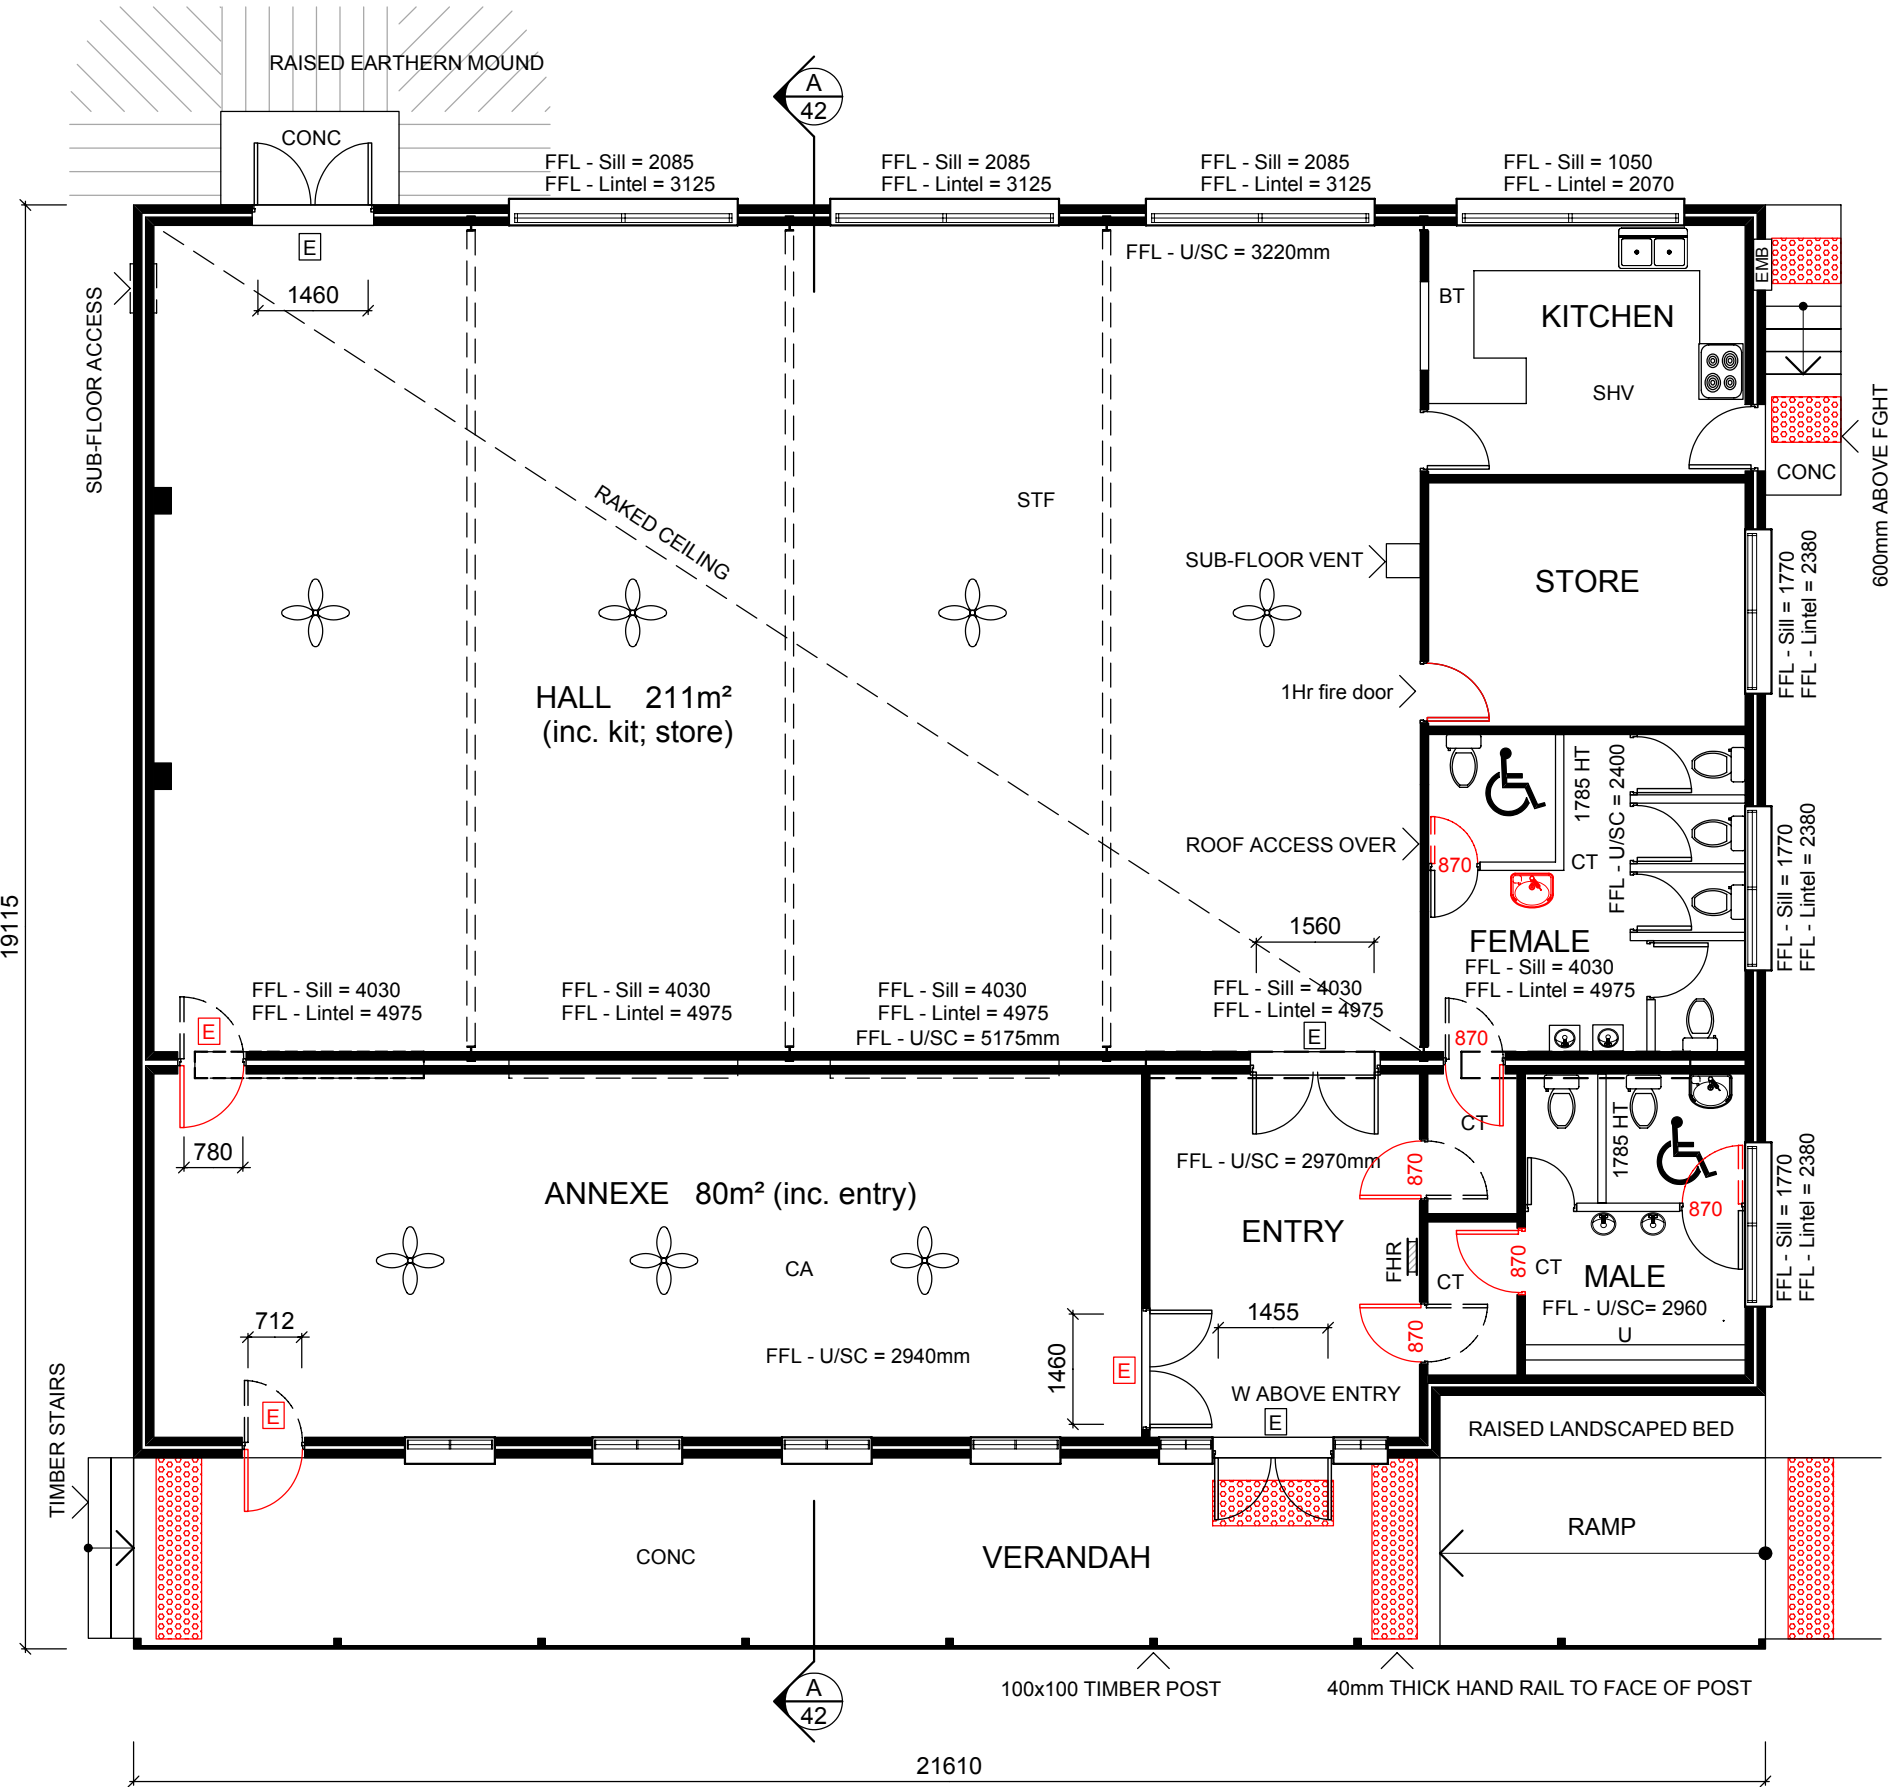 RAISED EARTHERN MOUND
A
42
CONC
FFL - Sill = 2085
FFL - Lintel = 3125
FFL - Sill = 2085
FFL - Lintel = 3125
FFL - Sill = 2085
FFL - Lintel = 3125
FFL - Sill = 1050
FFL - Lintel = 2070
E
1460
SUB-FLOOR ACCESS
FFL - U/SC = 3220mm
BT
KITCHEN
SHV
EMB
CONC
600mm ABOVE FGHT
RAKED CEILING
STF
SUB-FLOOR VENT
STORE
FFL - Sill = 1770
FFL - Lintel = 2380
1Hr fire door
HALL 211m²
(inc. kit; store)
1785 HT
FFL - U/SC = 2400
CT
ROOF ACCESS OVER
870
FFL - Sill = 1770
FFL - Lintel = 2380
19115
1560
FEMALE
FFL - Sill = 4030
FFL - Lintel = 4975
FFL - Sill = 4030
FFL - Lintel = 4975
FFL - Sill = 4030
FFL - Lintel = 4975
FFL - Sill = 4030
FFL - Lintel = 4975
FFL - U/SC = 5175mm
FFL - Sill = 4030
FFL - Lintel = 4975
E
E
870
780
CT
1785 HT
FFL - U/SC = 2970mm
870
870
FFL - Sill = 1770
FFL - Lintel = 2380
ANNEXE 80m² (inc. entry)
ENTRY
FHR
CA
CT
870
CT
MALE
FFL - U/SC= 2960
U
712
1460
1455
870
FFL - U/SC = 2940mm
E
W ABOVE ENTRY
E
E
RAISED LANDSCAPED BED
TIMBER STAIRS
CONC
VERANDAH
RAMP
100x100 TIMBER POST
40mm THICK HAND RAIL TO FACE OF POST
A
42
21610